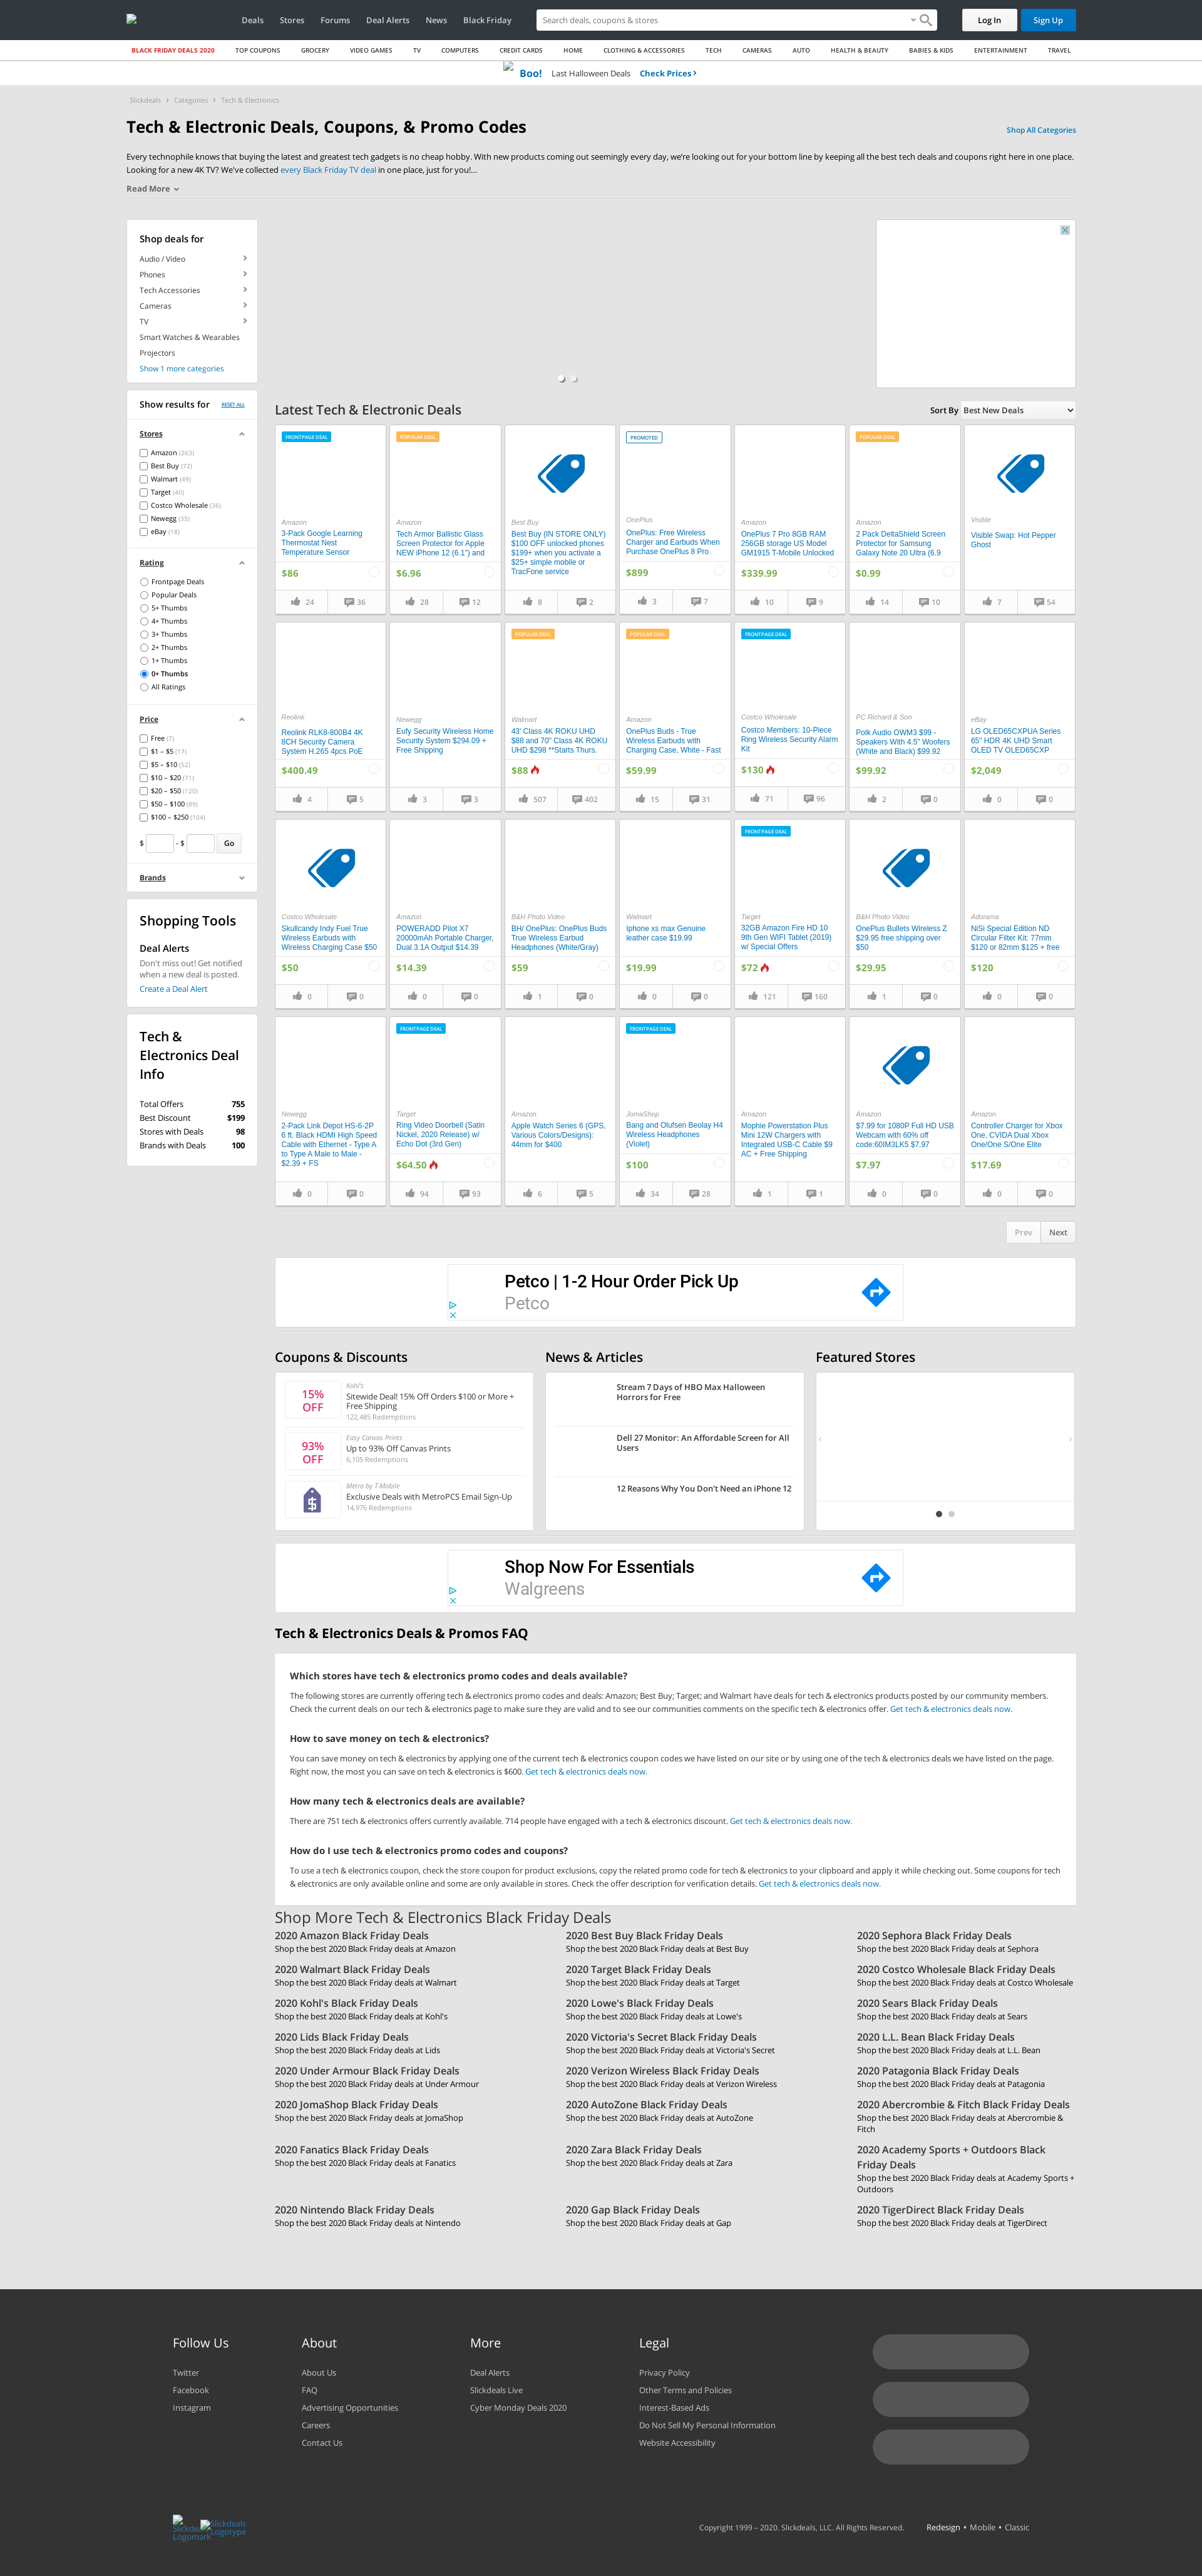 Deals Stores Forums Deal Alerts News Black Friday
Search deals, coupons & stores
Log In
Sign Up
BLACK FRIDAY DEALS 2020 TOP COUPONS GROCERY VIDEO GAMES TV COMPUTERS CREDIT CARDS HOME CLOTHING & ACCESSORIES TECH CAMERAS AUTO HEALTH & BEAUTY BABIES & KIDS ENTERTAINMENT TRAVEL
Boo! Last Halloween Deals Check Prices
Slickdeals Categories Tech & Electronics
Tech & Electronic Deals, Coupons, & Promo Codes
Shop All Categories
Every technophile knows that buying the latest and greatest tech gadgets is no cheap hobby. With new products coming out seemingly every day, we're looking out for your bottom line by keeping all the best tech deals and coupons right here in one place.
Looking for a new 4K TV? We've collected every Black Friday TV deal in one place, just for you!...
Read More
Shop deals for
Audio / Video
Phones
Tech Accessories
Cameras
TV
Smart Watches & Wearables
Projectors
Show 1 more categories
Show results for RESET ALL
Stores
Amazon (263)
Best Buy (72)
Walmart (49)
Target (40)
Costco Wholesale (36)
Newegg (35)
eBay (18)
Rating
Frontpage Deals
Popular Deals
5+ Thumbs
4+ Thumbs
3+ Thumbs
2+ Thumbs
1+ Thumbs
0+ Thumbs
All Ratings
Price
Free (7)
$1 – $5 (17)
$5 – $10 (52)
$10 – $20 (71)
$20 – $50 (120)
$50 – $100 (89)
$100 – $250 (104)
$ - $ Go
Brands
Shopping Tools
Deal Alerts
Don't miss out! Get notified
when a new deal is posted.
Create a Deal Alert
Tech &
Electronics Deal
Info
Total Offers 755
Best Discount $199
Stores with Deals 98
Brands with Deals 100
Latest Tech & Electronic Deals
Sort By Best New Deals
FRONTPAGE DEAL
Amazon
3-Pack Google Learning
Thermostat Nest
Temperature Sensor
$86
24 36
POPULAR DEAL
Amazon
Tech Armor Ballistic Glass
Screen Protector for Apple
NEW iPhone 12 (6.1") and
$6.96
28 12
Best Buy
Best Buy (IN STORE ONLY)
$100 OFF unlocked phones
$199+ when you activate a
$25+ simple mobile or
TracFone service
8 2
PROMOTED
OnePlus
OnePlus: Free Wireless
Charger and Earbuds When
Purchase OnePlus 8 Pro
$899
3 7
Amazon
OnePlus 7 Pro 8GB RAM
256GB storage US Model
GM1915 T-Mobile Unlocked
$339.99
10 9
POPULAR DEAL
Amazon
2 Pack DeltaShield Screen
Protector for Samsung
Galaxy Note 20 Ultra (6.9
$0.99
14 10
Visible
Visible Swap: Hot Pepper
Ghost
7 54
Reolink
Reolink RLK8-800B4 4K
8CH Security Camera
System H.265 4pcs PoE
$400.49
4 5
Newegg
Eufy Security Wireless Home
Security System $294.09 +
Free Shipping
3 3
POPULAR DEAL
Walmart
43' Class 4K ROKU UHD
$88 and 70" Class 4K ROKU
UHD $298 **Starts Thurs.
$88
507 402
POPULAR DEAL
Amazon
OnePlus Buds - True
Wireless Earbuds with
Charging Case, White - Fast
$59.99
15 31
FRONTPAGE DEAL
Costco Wholesale
Costco Members: 10-Piece
Ring Wireless Security Alarm
Kit
$130
71 96
PC Richard & Son
Polk Audio OWM3 $99 -
Speakers With 4.5" Woofers
(White and Black) $99.92
$99.92
2 0
eBay
LG OLED65CXPUA Series
65" HDR 4K UHD Smart
OLED TV OLED65CXP
$2,049
0 0
Costco Wholesale
Skullcandy Indy Fuel True
Wireless Earbuds with
Wireless Charging Case $50
$50
0 0
Amazon
POWERADD Pilot X7
20000mAh Portable Charger,
Dual 3.1A Output $14.39
$14.39
0 0
B&H Photo Video
BH/ OnePlus: OnePlus Buds
True Wireless Earbud
Headphones (White/Gray)
$59
1 0
Walmart
Iphone xs max Genuine
leather case $19.99
$19.99
0 0
FRONTPAGE DEAL
Target
32GB Amazon Fire HD 10
9th Gen WIFI Tablet (2019)
w/ Special Offers
$72
121 160
B&H Photo Video
OnePlus Bullets Wireless Z
$29.95 free shipping over
$50
$29.95
1 0
Adorama
NiSi Special Edition ND
Circular Filter Kit: 77mm
$120 or 82mm $125 + free
$120
0 0
Newegg
2-Pack Link Depot HS-6-2P
6 ft. Black HDMI High Speed
Cable with Ethernet - Type A
to Type A Male to Male -
$2.39 + FS
0 0
FRONTPAGE DEAL
Target
Ring Video Doorbell (Satin
Nickel, 2020 Release) w/
Echo Dot (3rd Gen)
$64.50
94 93
Amazon
Apple Watch Series 6 (GPS,
Various Colors/Designs):
44mm for $400
6 5
FRONTPAGE DEAL
JomaShop
Bang and Olufsen Beolay H4
Wireless Headphones
(Violet)
$100
34 28
Amazon
Mophie Powerstation Plus
Mini 12W Chargers with
Integrated USB-C Cable $9
AC + Free Shipping
1 1
Amazon
$7.99 for 1080P Full HD USB
Webcam with 60% off
code:60IM3LK5 $7.97
$7.97
0 0
Amazon
Controller Charger for Xbox
One, CVIDA Dual Xbox
One/One S/One Elite
$17.69
0 0
Prev Next
Petco | 1-2 Hour Order Pick Up
Petco
Coupons & Discounts
15%
OFF
Kohl's
Sitewide Deal! 15% Off Orders $100 or More +
Free Shipping
122,485 Redemptions
93%
OFF
Easy Canvas Prints
Up to 93% Off Canvas Prints
6,105 Redemptions
Metro by T-Mobile
Exclusive Deals with MetroPCS Email Sign-Up
14,976 Redemptions
News & Articles
Stream 7 Days of HBO Max Halloween
Horrors for Free
Dell 27 Monitor: An Affordable Screen for All
Users
12 Reasons Why You Don't Need an iPhone 12
Featured Stores
Shop Now For Essentials
Walgreens
Tech & Electronics Deals & Promos FAQ
Which stores have tech & electronics promo codes and deals available?
The following stores are currently offering tech & electronics promo codes and deals: Amazon; Best Buy; Target; and Walmart have deals for tech & electronics products posted by our community members.
Check the current deals on our tech & electronics page to make sure they are valid and to see our communities comments on the specific tech & electronics offer. Get tech & electronics deals now.
How to save money on tech & electronics?
You can save money on tech & electronics by applying one of the current tech & electronics coupon codes we have listed on our site or by using one of the tech & electronics deals we have listed on the page.
Right now, the most you can save on tech & electronics is $600. Get tech & electronics deals now.
How many tech & electronics deals are available?
There are 751 tech & electronics offers currently available. 714 people have engaged with a tech & electronics discount. Get tech & electronics deals now.
How do I use tech & electronics promo codes and coupons?
To use a tech & electronics coupon, check the store coupon for product exclusions, copy the related promo code for tech & electronics to your clipboard and apply it while checking out. Some coupons for tech
& electronics are only available online and some are only available in stores. Check the offer description for verification details. Get tech & electronics deals now.
Shop More Tech & Electronics Black Friday Deals
2020 Amazon Black Friday Deals
Shop the best 2020 Black Friday deals at Amazon
2020 Best Buy Black Friday Deals
Shop the best 2020 Black Friday deals at Best Buy
2020 Sephora Black Friday Deals
Shop the best 2020 Black Friday deals at Sephora
2020 Walmart Black Friday Deals
Shop the best 2020 Black Friday deals at Walmart
2020 Target Black Friday Deals
Shop the best 2020 Black Friday deals at Target
2020 Costco Wholesale Black Friday Deals
Shop the best 2020 Black Friday deals at Costco Wholesale
2020 Kohl's Black Friday Deals
Shop the best 2020 Black Friday deals at Kohl's
2020 Lowe's Black Friday Deals
Shop the best 2020 Black Friday deals at Lowe's
2020 Sears Black Friday Deals
Shop the best 2020 Black Friday deals at Sears
2020 Lids Black Friday Deals
Shop the best 2020 Black Friday deals at Lids
2020 Victoria's Secret Black Friday Deals
Shop the best 2020 Black Friday deals at Victoria's Secret
2020 L.L. Bean Black Friday Deals
Shop the best 2020 Black Friday deals at L.L. Bean
2020 Under Armour Black Friday Deals
Shop the best 2020 Black Friday deals at Under Armour
2020 Verizon Wireless Black Friday Deals
Shop the best 2020 Black Friday deals at Verizon Wireless
2020 Patagonia Black Friday Deals
Shop the best 2020 Black Friday deals at Patagonia
2020 JomaShop Black Friday Deals
Shop the best 2020 Black Friday deals at JomaShop
2020 AutoZone Black Friday Deals
Shop the best 2020 Black Friday deals at AutoZone
2020 Abercrombie & Fitch Black Friday Deals
Shop the best 2020 Black Friday deals at Abercrombie &
Fitch
2020 Fanatics Black Friday Deals
Shop the best 2020 Black Friday deals at Fanatics
2020 Zara Black Friday Deals
Shop the best 2020 Black Friday deals at Zara
2020 Academy Sports + Outdoors Black
Friday Deals
Shop the best 2020 Black Friday deals at Academy Sports +
Outdoors
2020 Nintendo Black Friday Deals
Shop the best 2020 Black Friday deals at Nintendo
2020 Gap Black Friday Deals
Shop the best 2020 Black Friday deals at Gap
2020 TigerDirect Black Friday Deals
Shop the best 2020 Black Friday deals at TigerDirect
Follow Us
Twitter
Facebook
Instagram
About
About Us
FAQ
Advertising Opportunities
Careers
Contact Us
More
Deal Alerts
Slickdeals Live
Cyber Monday Deals 2020
Legal
Privacy Policy
Other Terms and Policies
Interest-Based Ads
Do Not Sell My Personal Information
Website Accessibility
Slickdeals
Logotype
Logomark
Copyright 1999 – 2020. Slickdeals, LLC. All Rights Reserved. Redesign • Mobile • Classic